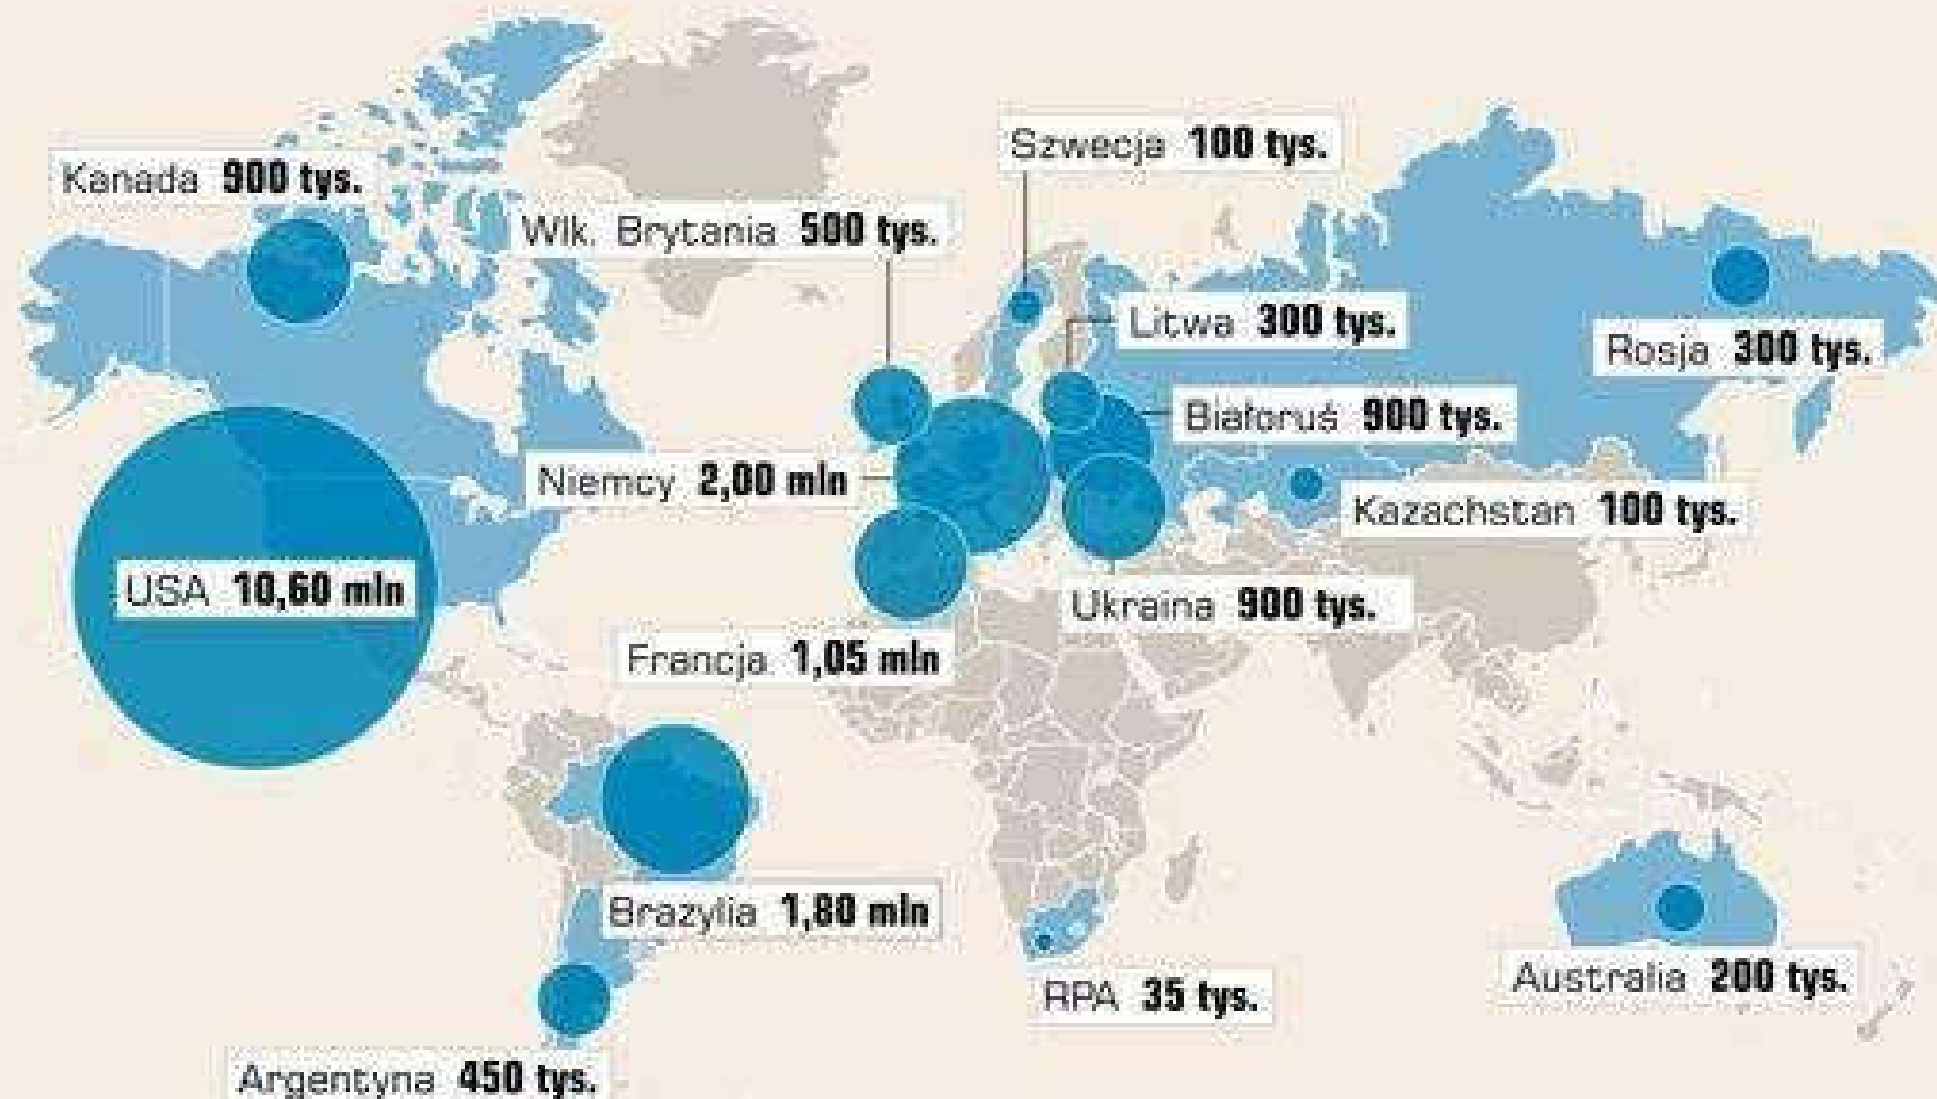 Kanada 900 tys.
Szwecja 100 tys.
Wlk. Brytania 500 tys.
Litwa 300 tys.
Rosja 300 tys.
Białoruś 900 tys.
Niemcy 2,00 mln
Kazachstan 100 tys.
USA 10,60 mln
Ukraina 900 tys.
Francja 1,05 mln
Brazylia 1,80 mln
RPA 35 tys.
Australia 200 tys.
Argentyna 450 tys.